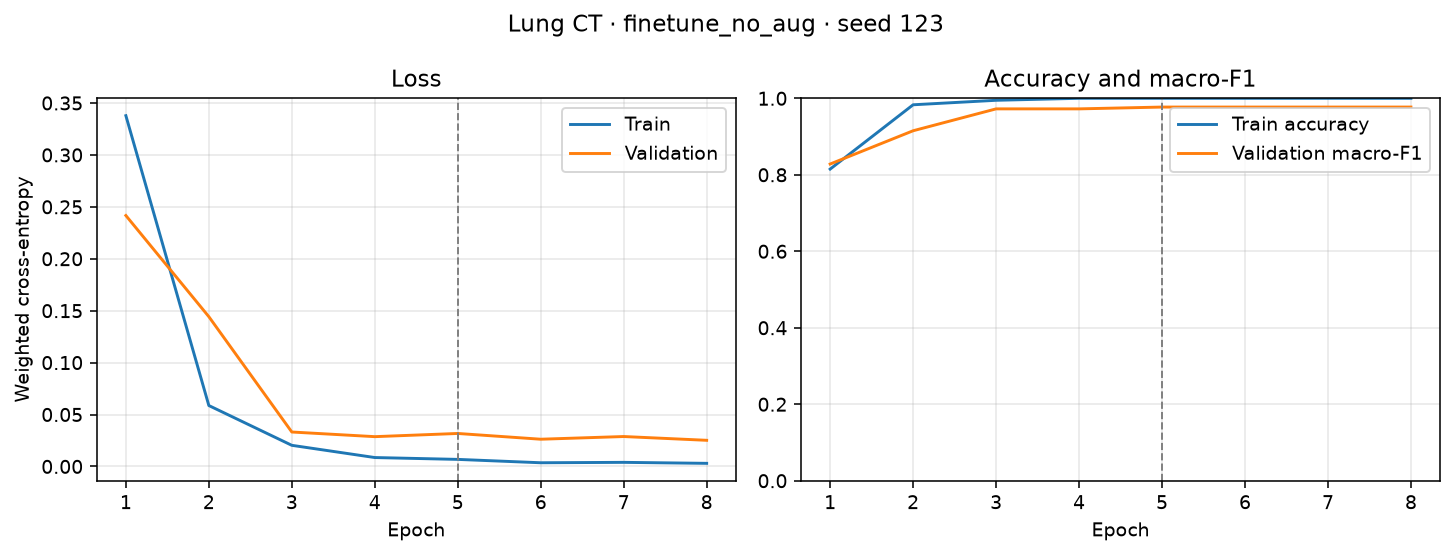 Lung CT · finetune_no_aug · seed 123
Loss
0.35
0.30
0.25
0.20
0.15
0.10
0.05
0.00
Weighted cross-entropy
Train
Validation
1 2 3 4 5 6 7 8
Epoch
Accuracy and macro-F1
1.0
0.8
0.6
0.4
0.2
0.0
Train accuracy
Validation macro-F1
1 2 3 4 5 6 7 8
Epoch